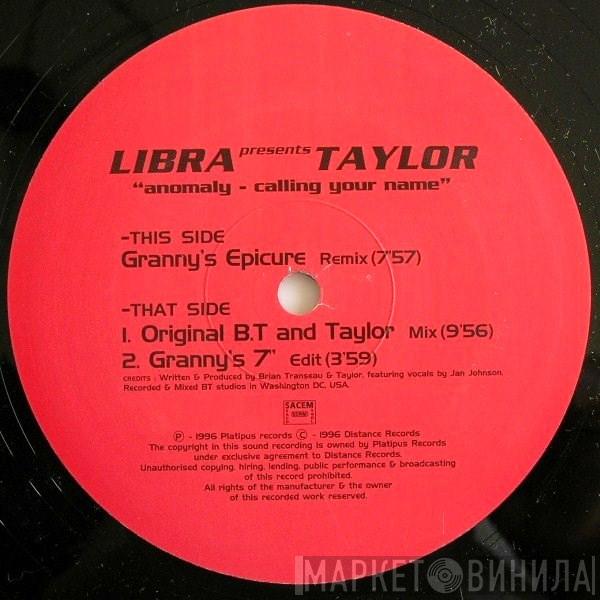 LIBRA presents TAYLOR
"anomaly - calling your name"
-THIS SIDE
Granny's Epicure Remix (7"57)
-THAT SIDE
1. Original B.T and Taylor Mix (9'56)
2. Granny's 7" Edit (3'59)
CREDITS : Written & Produced by Brian Transeau & Taylor, featuring vocals by Jan Johnson.
Recorded & Mixed BT studios in Washington DC, USA.
SACEM
℗ - 1996 Platipus records © - 1996 Distance Records
The copyright in this sound recording is owned by Platipus Records
under exclusive agreement to Distance Records.
Unauthorised copying, hiring, lending, public performance & broadcasting
of this record prohibited.
All rights of the manufacturer & the owner
of this recorded work reserved.
МАРКЕТ ВИНИЛА